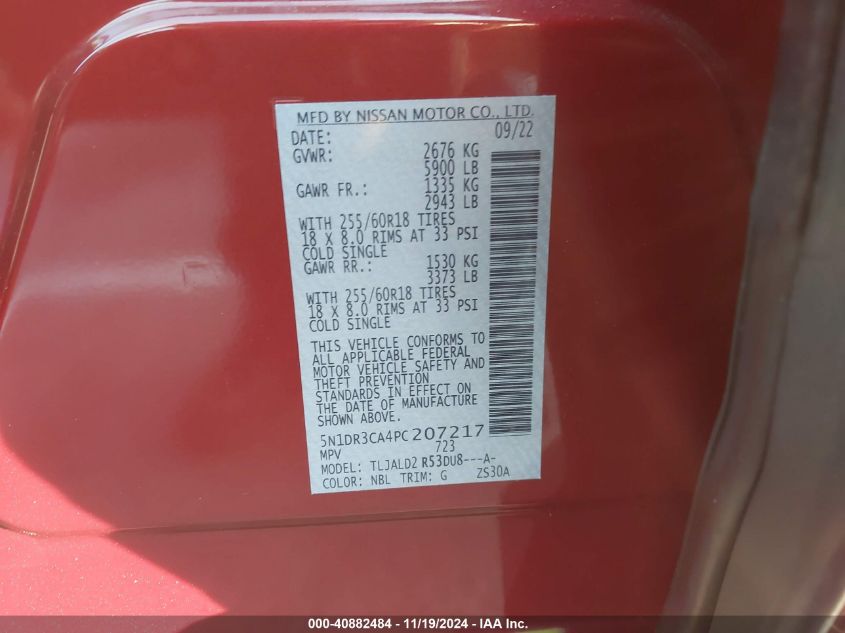 MFD BY NISSAN MOTOR CO., LTD.
DATE: 09/22
GVWR: 2676 KG
5900 LB
GAWR FR.: 1335 KG
2943 LB
WITH 255/60R18 TIRES
18 X 8.0 RIMS AT 33 PSI
COLD SINGLE
GAWR RR.: 1530 KG
3373 LB
WITH 255/60R18 TIRES
18 X 8.0 RIMS AT 33 PSI
COLD SINGLE
THIS VEHICLE CONFORMS TO
ALL APPLICABLE FEDERAL
MOTOR VEHICLE SAFETY AND
THEFT PREVENTION
STANDARDS IN EFFECT ON
THE DATE OF MANUFACTURE
SHOWN ABOVE.
5N1DR3CA4PC207217
MPV 723
MODEL: TLJALD2 R53DU8---A-
COLOR: NBL TRIM: G ZS30A
000-40882484 - 11/19/2024 - IAA Inc.